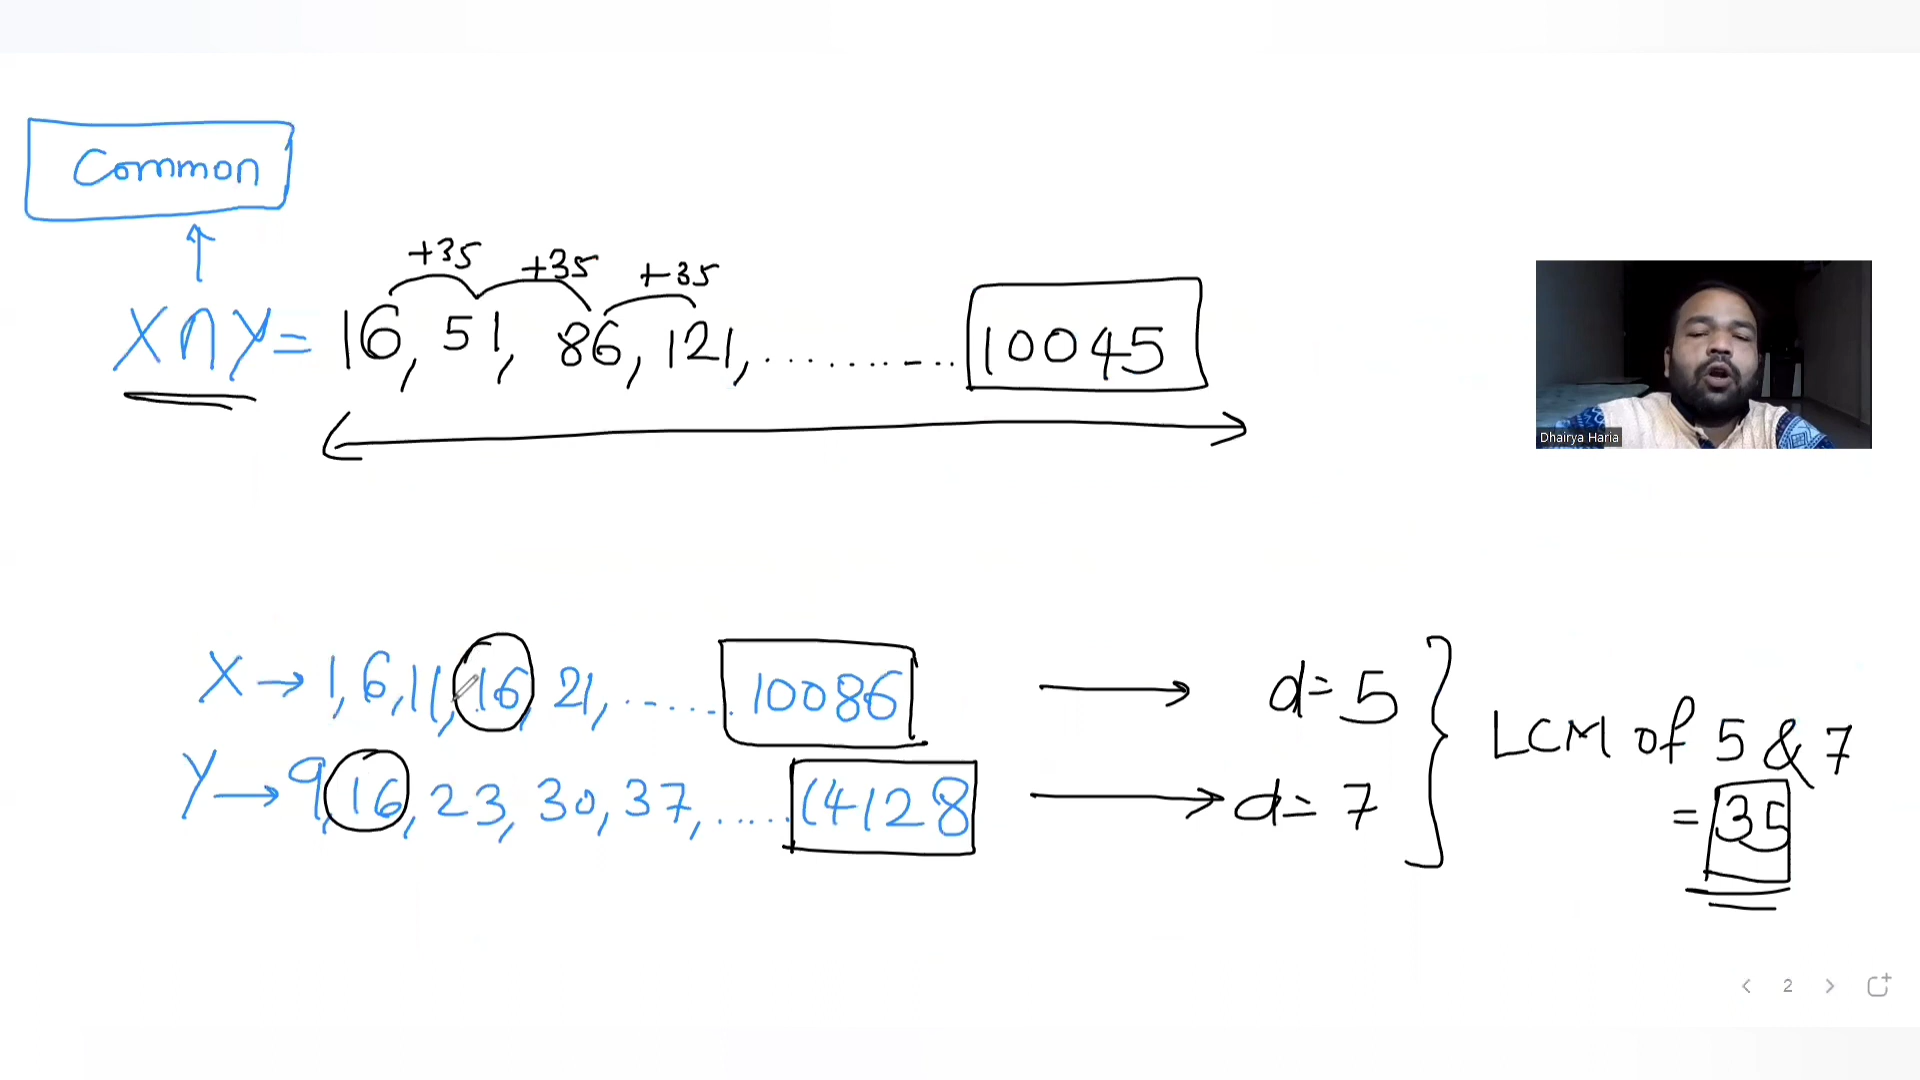 Common
+35 +35 +35
X∩Y= 16, 51, 86, 121, .......... 10045
Dhairya Haria
X → 1, 6, 11, 16, 21, ...... 10086 → d= 5
LCM of 5 & 7
Y → 9, 16, 23, 30, 37, ..... 14128 → d= 7
= 35
2